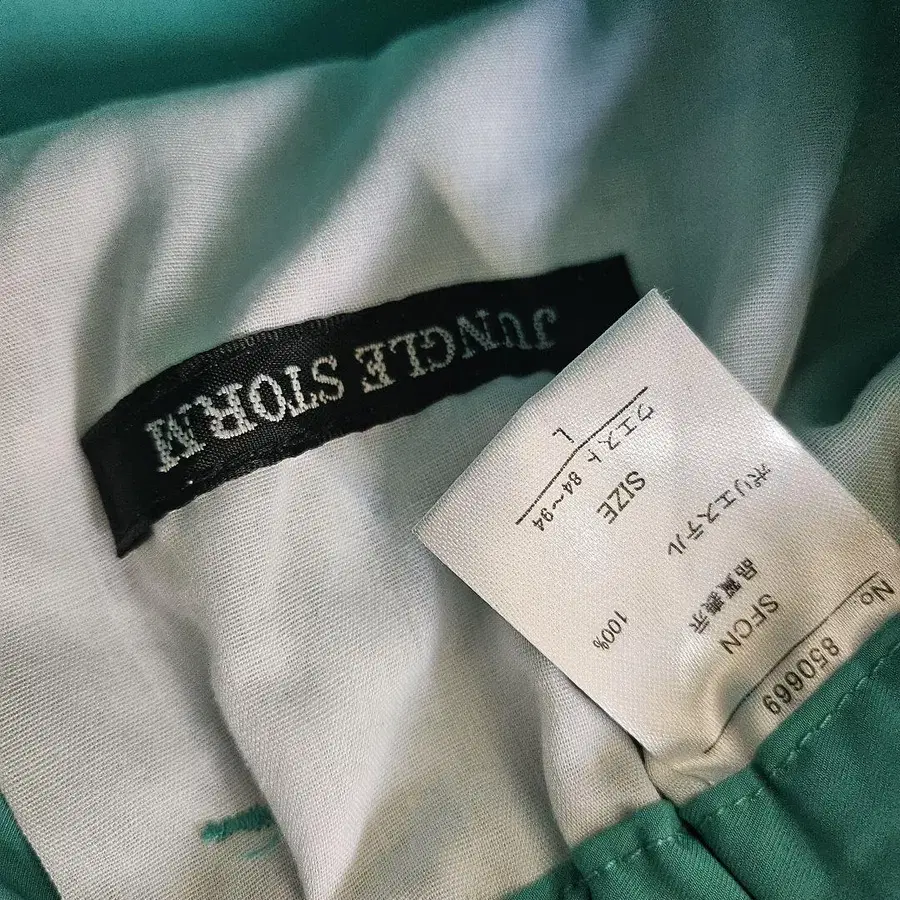 JUNGLE STORM
No 850669
SFCN
品質表示
ポリエステル 100%
SIZE
L
ウエスト 84~94